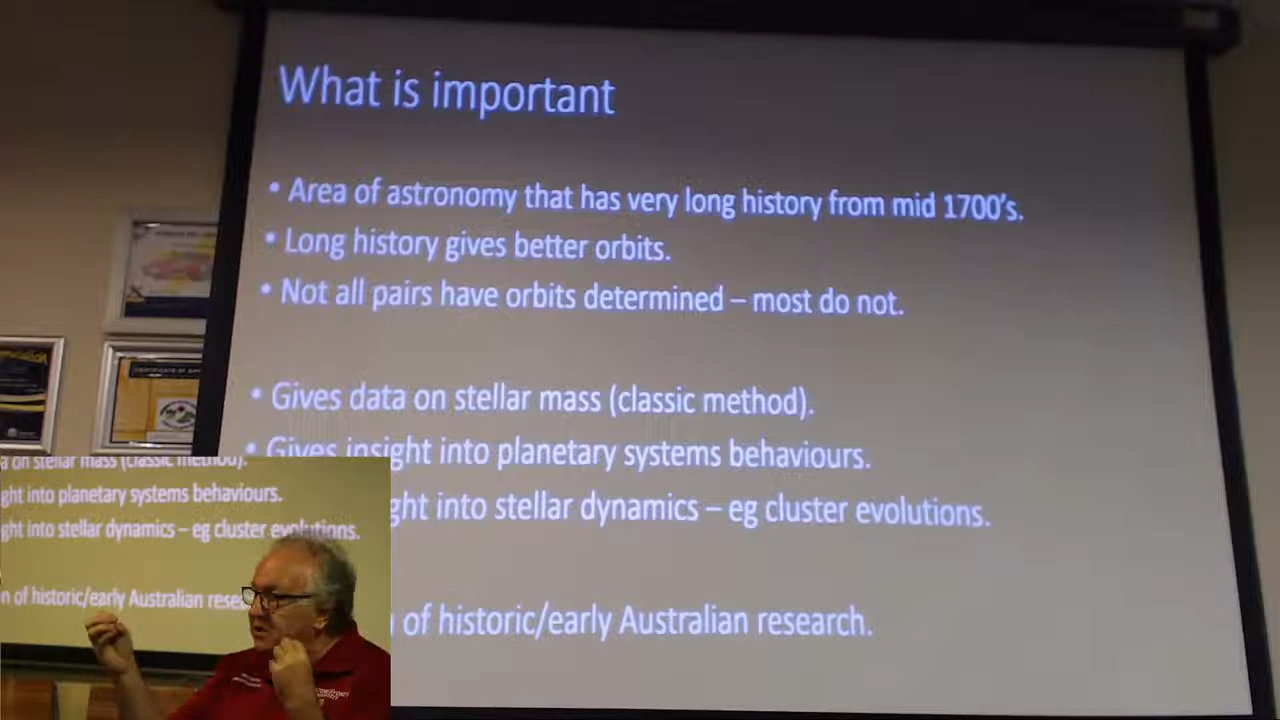 What is important
• Area of astronomy that has very long history from mid 1700's.
• Long history gives better orbits.
• Not all pairs have orbits determined – most do not.
• Gives data on stellar mass (classic method).
• Gives insight into planetary systems behaviours.
ght into stellar dynamics – eg cluster evolutions.
of historic/early Australian research.
a on stellar mass (classic method).
ght into planetary systems behaviours.
ght into stellar dynamics – eg cluster evolutions.
n of historic/early Australian rese